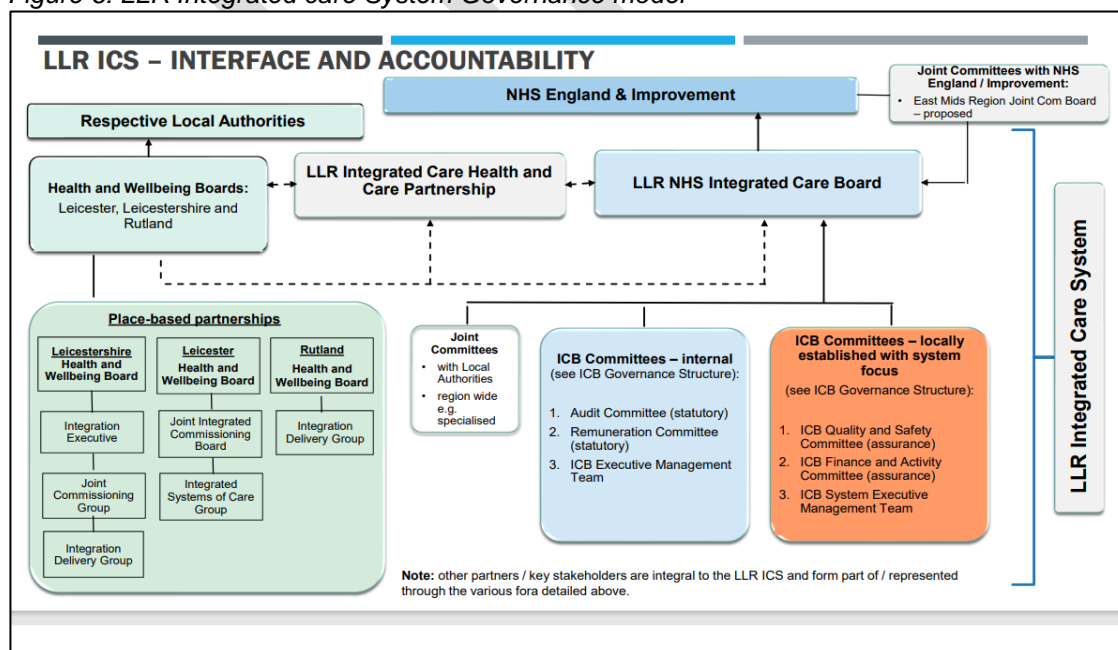 Figure 3: LLR Integrated care System Governance model
LLR ICS – INTERFACE AND ACCOUNTABILITY
NHS England & Improvement
Joint Committees with NHS
England / Improvement:
• East Mids Region Joint Com Board
– proposed
Respective Local Authorities
Health and Wellbeing Boards:
Leicester, Leicestershire and
Rutland
LLR Integrated Care Health and
Care Partnership
LLR NHS Integrated Care Board
LLR Integrated Care System
Place-based partnerships
Leicestershire
Health and
Wellbeing Board
Integration
Executive
Joint
Commissioning
Group
Integration
Delivery Group
Leicester
Health and
Wellbeing Board
Joint Integrated
Commissioning
Board
Integrated
Systems of Care
Group
Rutland
Health and
Wellbeing Board
Integration
Delivery Group
Joint
Committees
• with Local
Authorities
• region wide
e.g.
specialised
ICB Committees – internal
(see ICB Governance Structure):
1. Audit Committee (statutory)
2. Remuneration Committee
(statutory)
3. ICB Executive Management
Team
ICB Committees – locally
established with system
focus
(see ICB Governance Structure):
1. ICB Quality and Safety
Committee (assurance)
2. ICB Finance and Activity
Committee (assurance)
3. ICB System Executive
Management Team
Note: other partners / key stakeholders are integral to the LLR ICS and form part of / represented
through the various fora detailed above.